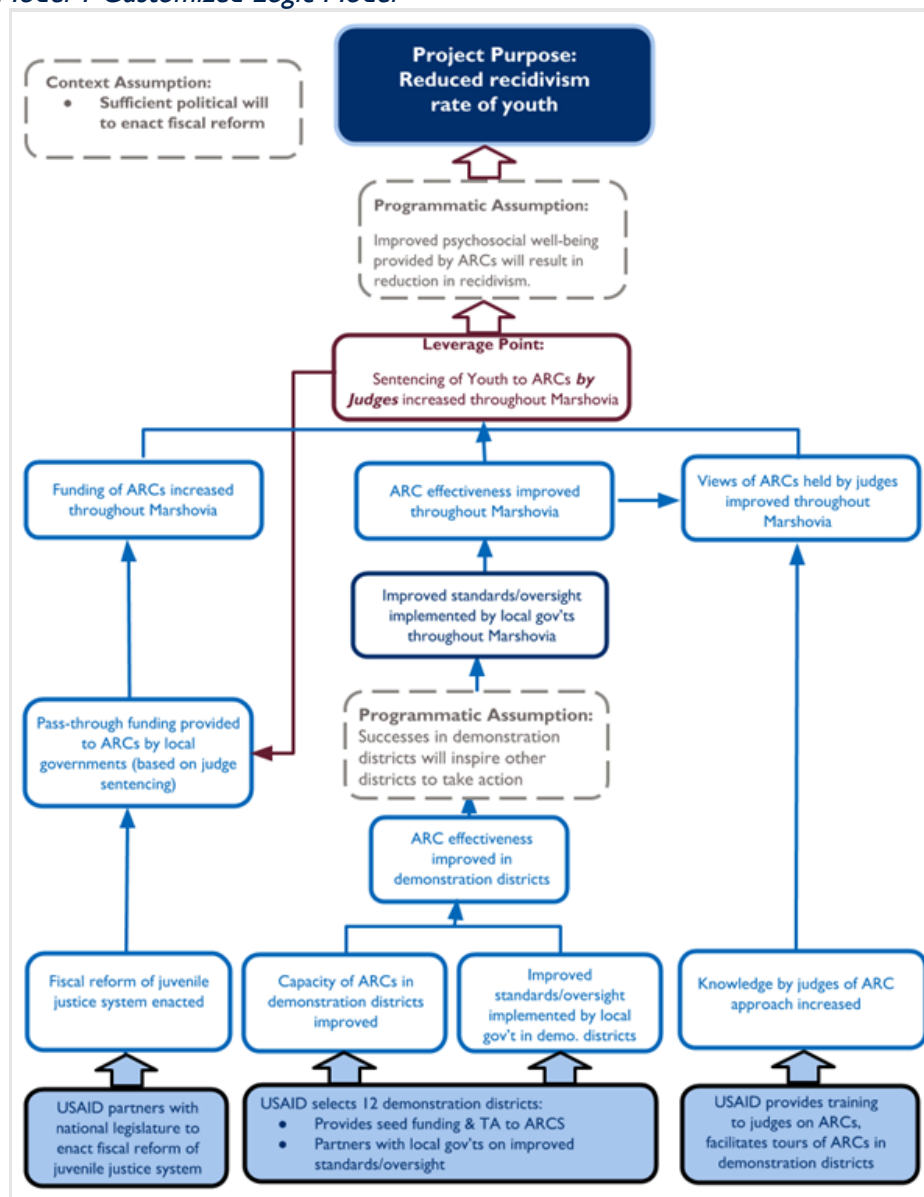 Model 1 Customized Logic Model
Project Purpose:
Reduced recidivism
rate of youth
Context Assumption:
● Sufficient political will
to enact fiscal reform
Programmatic Assumption:
Improved psychosocial well-being
provided by ARCs will result in
reduction in recidivism.
Leverage Point:
Sentencing of Youth to ARCs by
Judges increased throughout Marshovia
Funding of ARCs increased
throughout Marshovia
ARC effectiveness improved
throughout Marshovia
Views of ARCs held by judges
improved throughout
Marshovia
Improved standards/oversight
implemented by local gov'ts
throughout Marshovia
Pass-through funding provided
to ARCs by local
governments (based on judge
sentencing)
Programmatic Assumption:
Successes in demonstration
districts will inspire other
districts to take action
ARC effectiveness
improved in
demonstration districts
Fiscal reform of juvenile
justice system enacted
Capacity of ARCs in
demonstration districts
improved
Improved
standards/oversight
implemented by local
gov't in demo. districts
Knowledge by judges of ARC
approach increased
USAID partners with
national legislature to
enact fiscal reform of
juvenile justice system
USAID selects 12 demonstration districts:
● Provides seed funding & TA to ARCS
● Partners with local gov'ts on improved
standards/oversight
USAID provides training
to judges on ARCs,
facilitates tours of ARCs in
demonstration districts